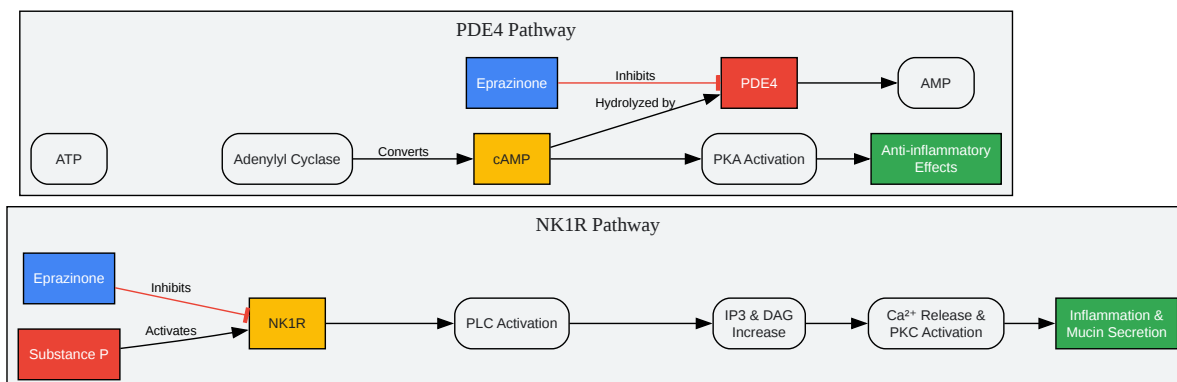 PDE4 Pathway
Eprazinone
Inhibits
PDE4
AMP
Hydrolyzed by
ATP
Adenylyl Cyclase
Converts
cAMP
PKA Activation
Anti-inflammatory
Effects
NK1R Pathway
Eprazinone
Inhibits
Substance P
Activates
NK1R
PLC Activation
IP3 & DAG
Increase
Ca²⁺ Release &
PKC Activation
Inflammation &
Mucin Secretion